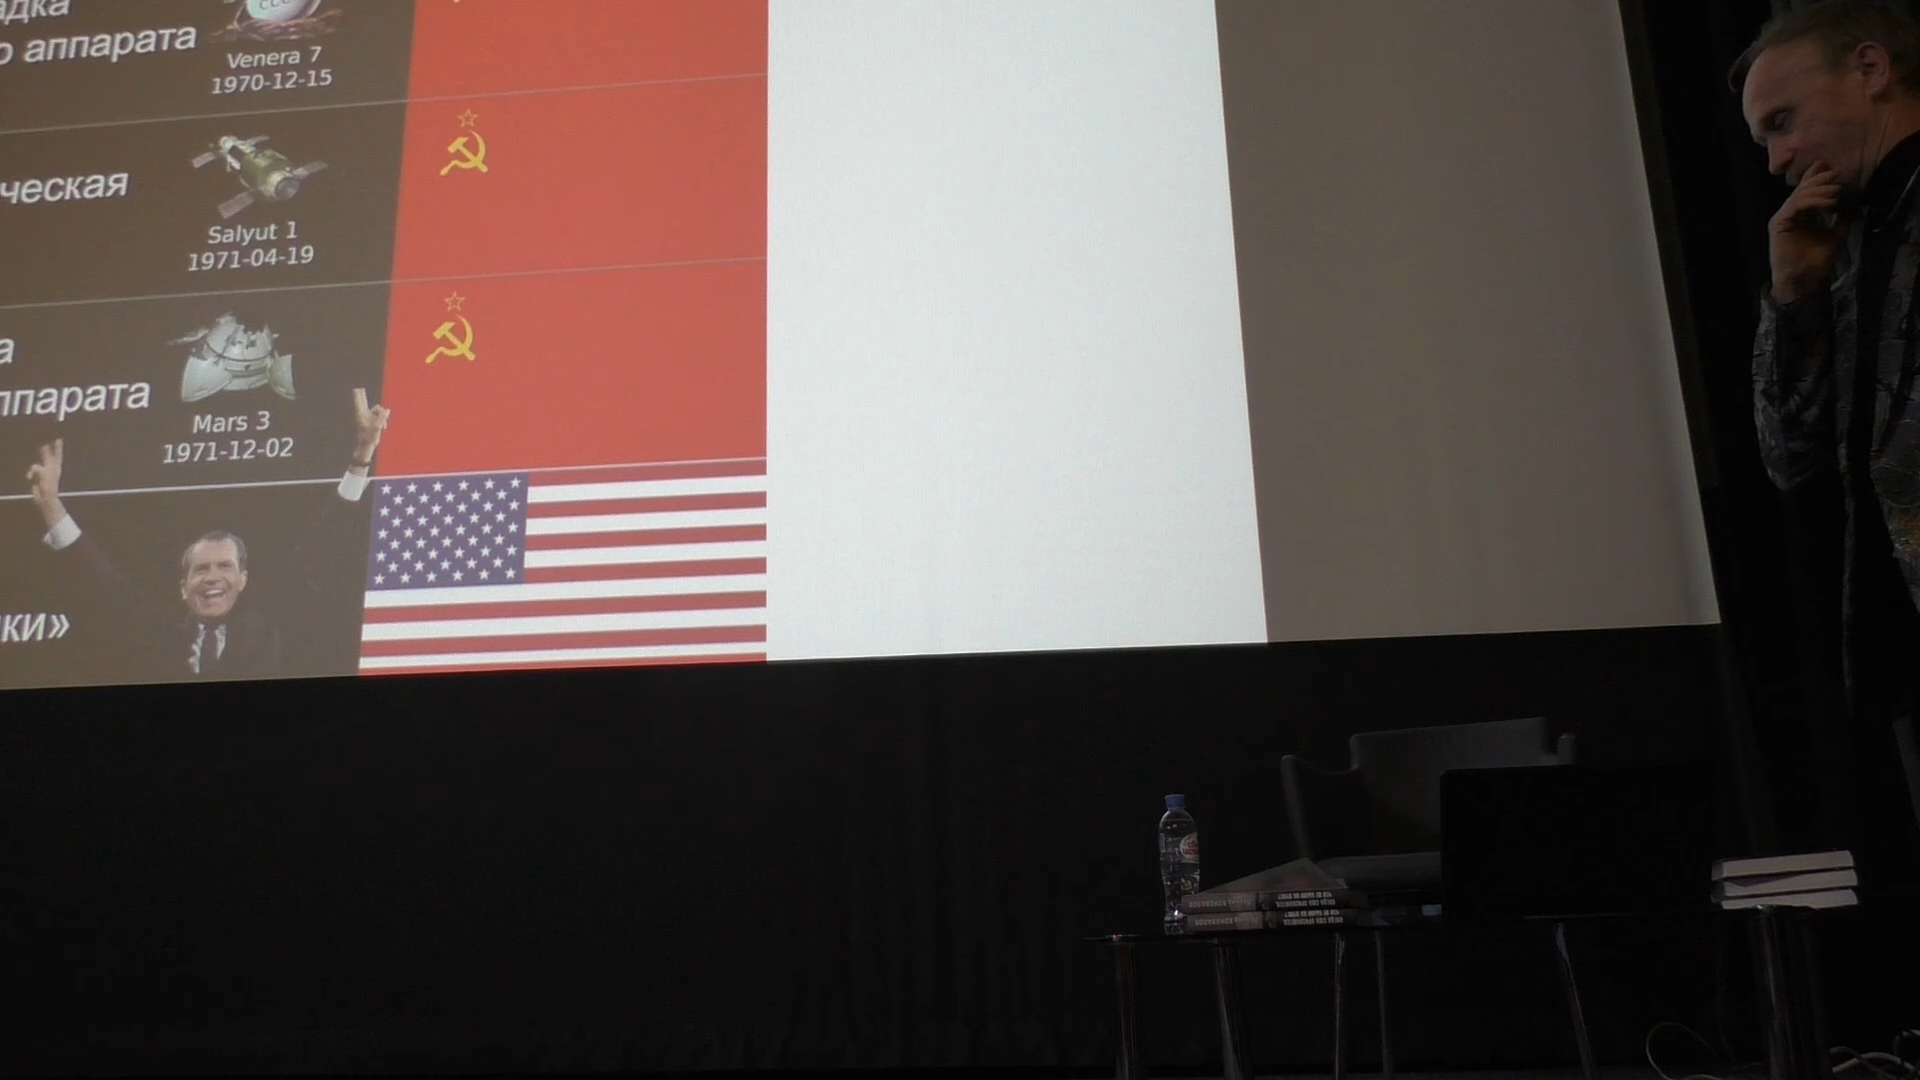 адка
о аппарата
СССР
Venera 7
1970-12-15
ческая
Salyut 1
1971-04-19
а
ппарата
Mars 3
1971-12-02
ки»